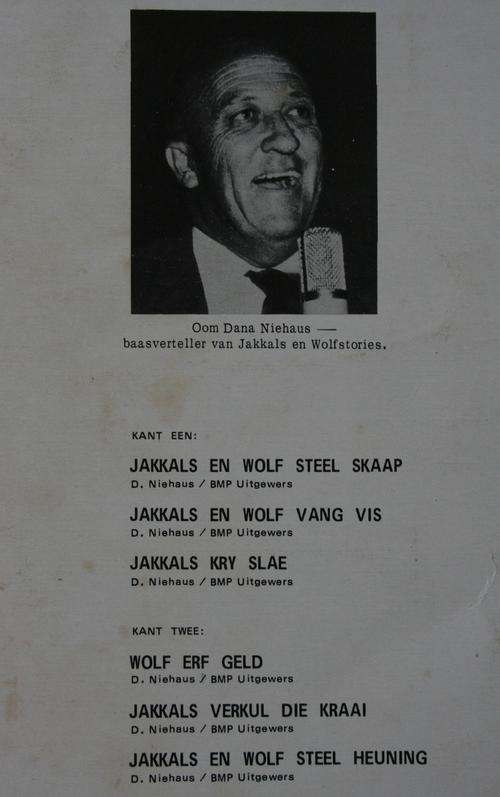 Oom Dana Niehaus —
baasverteller van Jakkals en Wolfstories.
KANT EEN:
JAKKALS EN WOLF STEEL SKAAP
D. Niehaus / BMP Uitgewers
JAKKALS EN WOLF VANG VIS
D. Niehaus / BMP Uitgewers
JAKKALS KRY SLAE
D. Niehaus / BMP Uitgewers
KANT TWEE:
WOLF ERF GELD
D. Niehaus / BMP Uitgewers
JAKKALS VERKUL DIE KRAAI
D. Niehaus / BMP Uitgewers
JAKKALS EN WOLF STEEL HEUNING
D. Niehaus / BMP Uitgewers